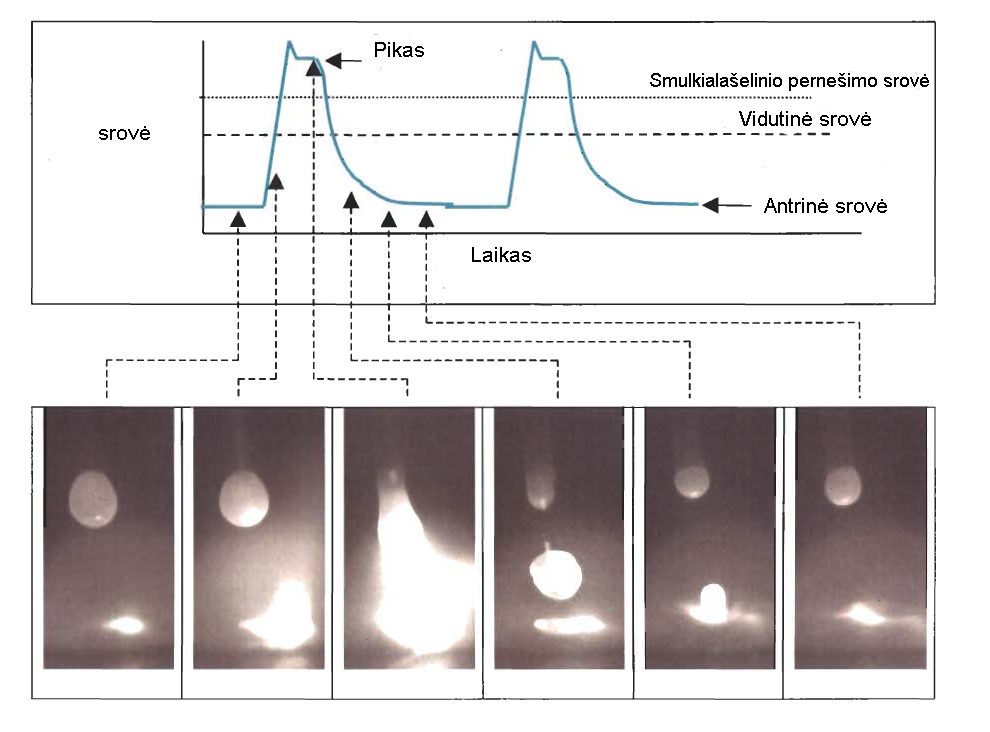 Pikas
Smulkialašelinio pernešimo srovė
Vidutinė srovė
srovė
Antrinė srovė
Laikas